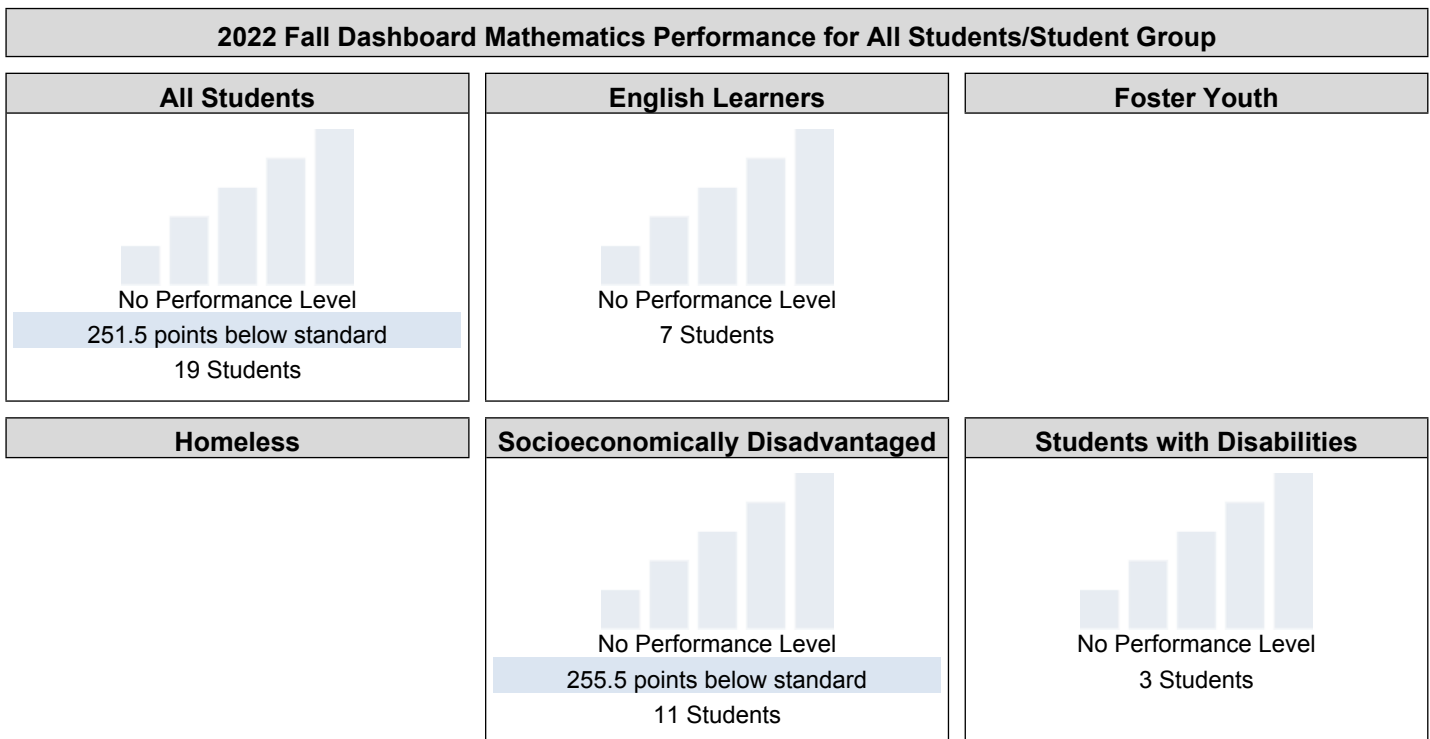 2022 Fall Dashboard Mathematics Performance for All Students/Student Group
All Students
No Performance Level
251.5 points below standard
19 Students
English Learners
No Performance Level
7 Students
Foster Youth
Homeless
Socioeconomically Disadvantaged
No Performance Level
255.5 points below standard
11 Students
Students with Disabilities
No Performance Level
3 Students